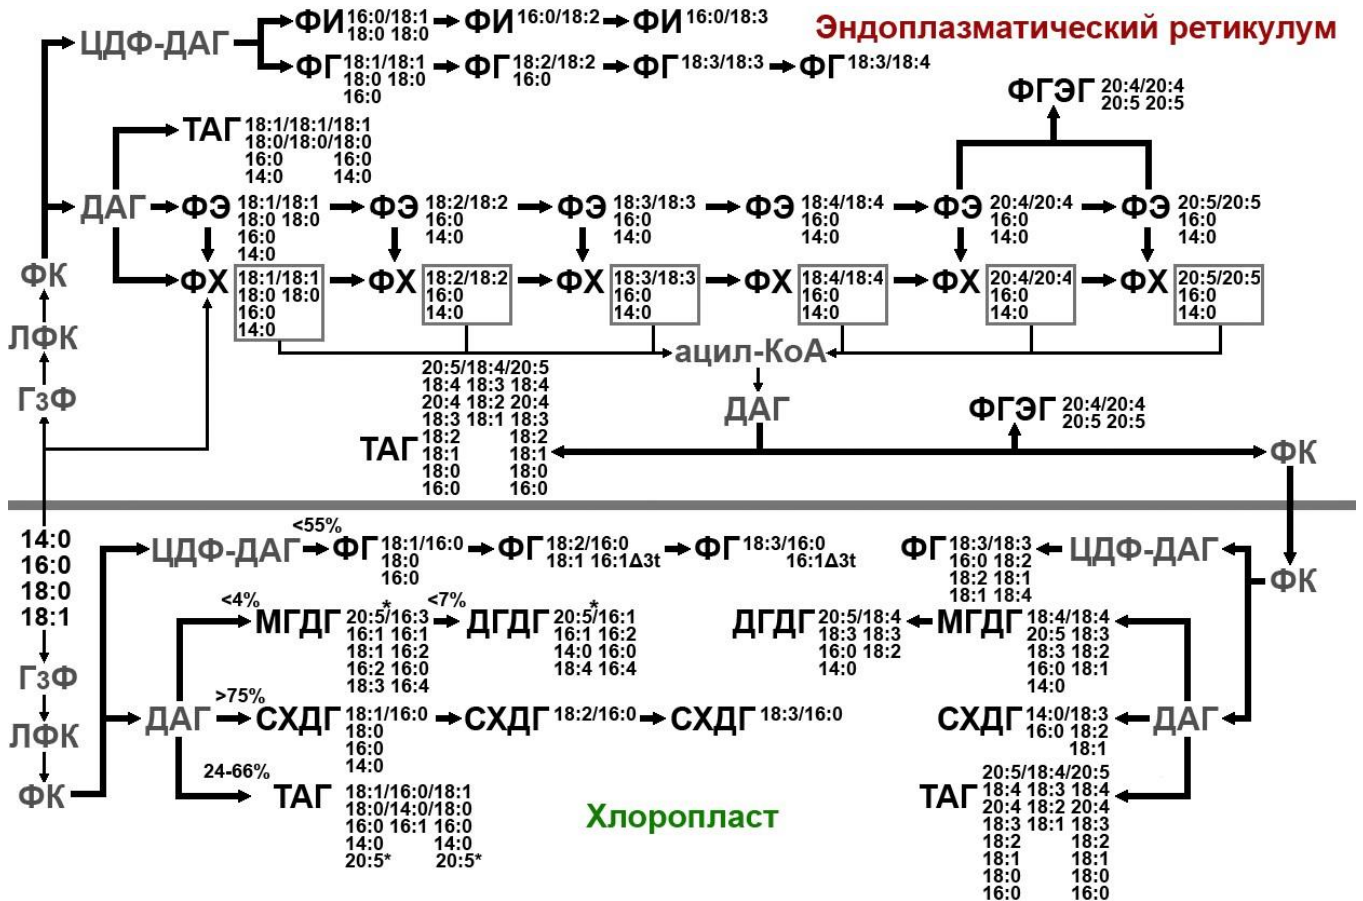 Эндоплазматический ретикулум
ЦДФ-ДАГ
ФИ 16:0/18:1
18:0 18:0
ФИ 16:0/18:2
ФИ 16:0/18:3
ФГ 18:1/18:1
18:0 18:0
16:0
ФГ 18:2/18:2
16:0
ФГ 18:3/18:3
ФГ 18:3/18:4
ФГЭГ 20:4/20:4
20:5 20:5
ТАГ 18:1/18:1/18:1
18:0/18:0/18:0
16:0 16:0
14:0 14:0
ДАГ
ФЭ 18:1/18:1
18:0 18:0
16:0
14:0
ФЭ 18:2/18:2
16:0
14:0
ФЭ 18:3/18:3
16:0
14:0
ФЭ 18:4/18:4
16:0
14:0
ФЭ 20:4/20:4
16:0
14:0
ФЭ 20:5/20:5
16:0
14:0
ФК
ЛФК
ГзФ
ФХ 18:1/18:1
18:0 18:0
16:0
14:0
ФХ 18:2/18:2
16:0
14:0
ФХ 18:3/18:3
16:0
14:0
ФХ 18:4/18:4
16:0
14:0
ФХ 20:4/20:4
16:0
14:0
ФХ 20:5/20:5
16:0
14:0
ацил-КоА
ДАГ
ТАГ
20:5/18:4/20:5
18:4 18:3 18:4
20:4 18:2 20:4
18:3 18:1 18:3
18:2 18:2
18:1 18:1
18:0 18:0
16:0 16:0
ФГЭГ 20:4/20:4
20:5 20:5
ФК
14:0
16:0
18:0
18:1
ГзФ
ЛФК
ФК
ЦДФ-ДАГ
<55%
ФГ 18:1/16:0
18:0
16:0
ФГ 18:2/16:0
18:1 16:1Δ3t
ФГ 18:3/16:0
16:1Δ3t
ФГ 18:3/18:3
16:0 18:2
18:2 18:1
18:1 18:4
ЦДФ-ДАГ
ФК
<4%
МГДГ 20:5*/16:3
16:1 16:1
18:1 16:2
16:2 16:0
18:3 16:4
<7%
ДГДГ 20:5*/16:1
16:1 16:2
14:0 16:0
18:4 16:4
ДГДГ 20:5/18:4
18:3 18:3
16:0 18:2
14:0
МГДГ 18:4/18:4
20:5 18:3
18:3 18:2
16:0 18:1
14:0
ДАГ
>75%
СХДГ 18:1/16:0
18:0
16:0
14:0
СХДГ 18:2/16:0
СХДГ 18:3/16:0
СХДГ 14:0/18:3
16:0 18:2
18:1
ДАГ
24-66%
ТАГ 18:1/16:0/18:1
18:0/14:0/18:0
16:0 16:1 16:0
14:0 14:0
20:5* 20:5*
Хлоропласт
ТАГ
20:5/18:4/20:5
18:4 18:3 18:4
20:4 18:2 20:4
18:3 18:1 18:3
18:2 18:2
18:1 18:1
18:0 18:0
16:0 16:0